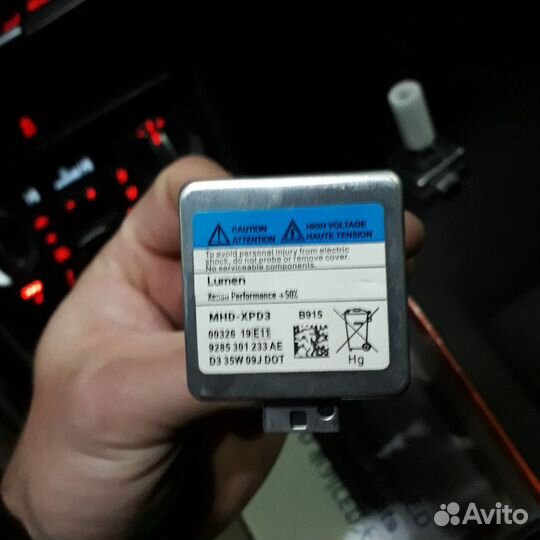 CAUTION
ATTENTION
HIGH VOLTAGE
HAUTE TENSION
To avoid personal injury from electric
shock, do not probe or remove cover.
No serviceable components.
Lumen
Xenon Performance +50%
MHD-XPD3
B915
00326 19 E11
9285 301 233 AE
D3 35W 09J DOT
Hg
Avito